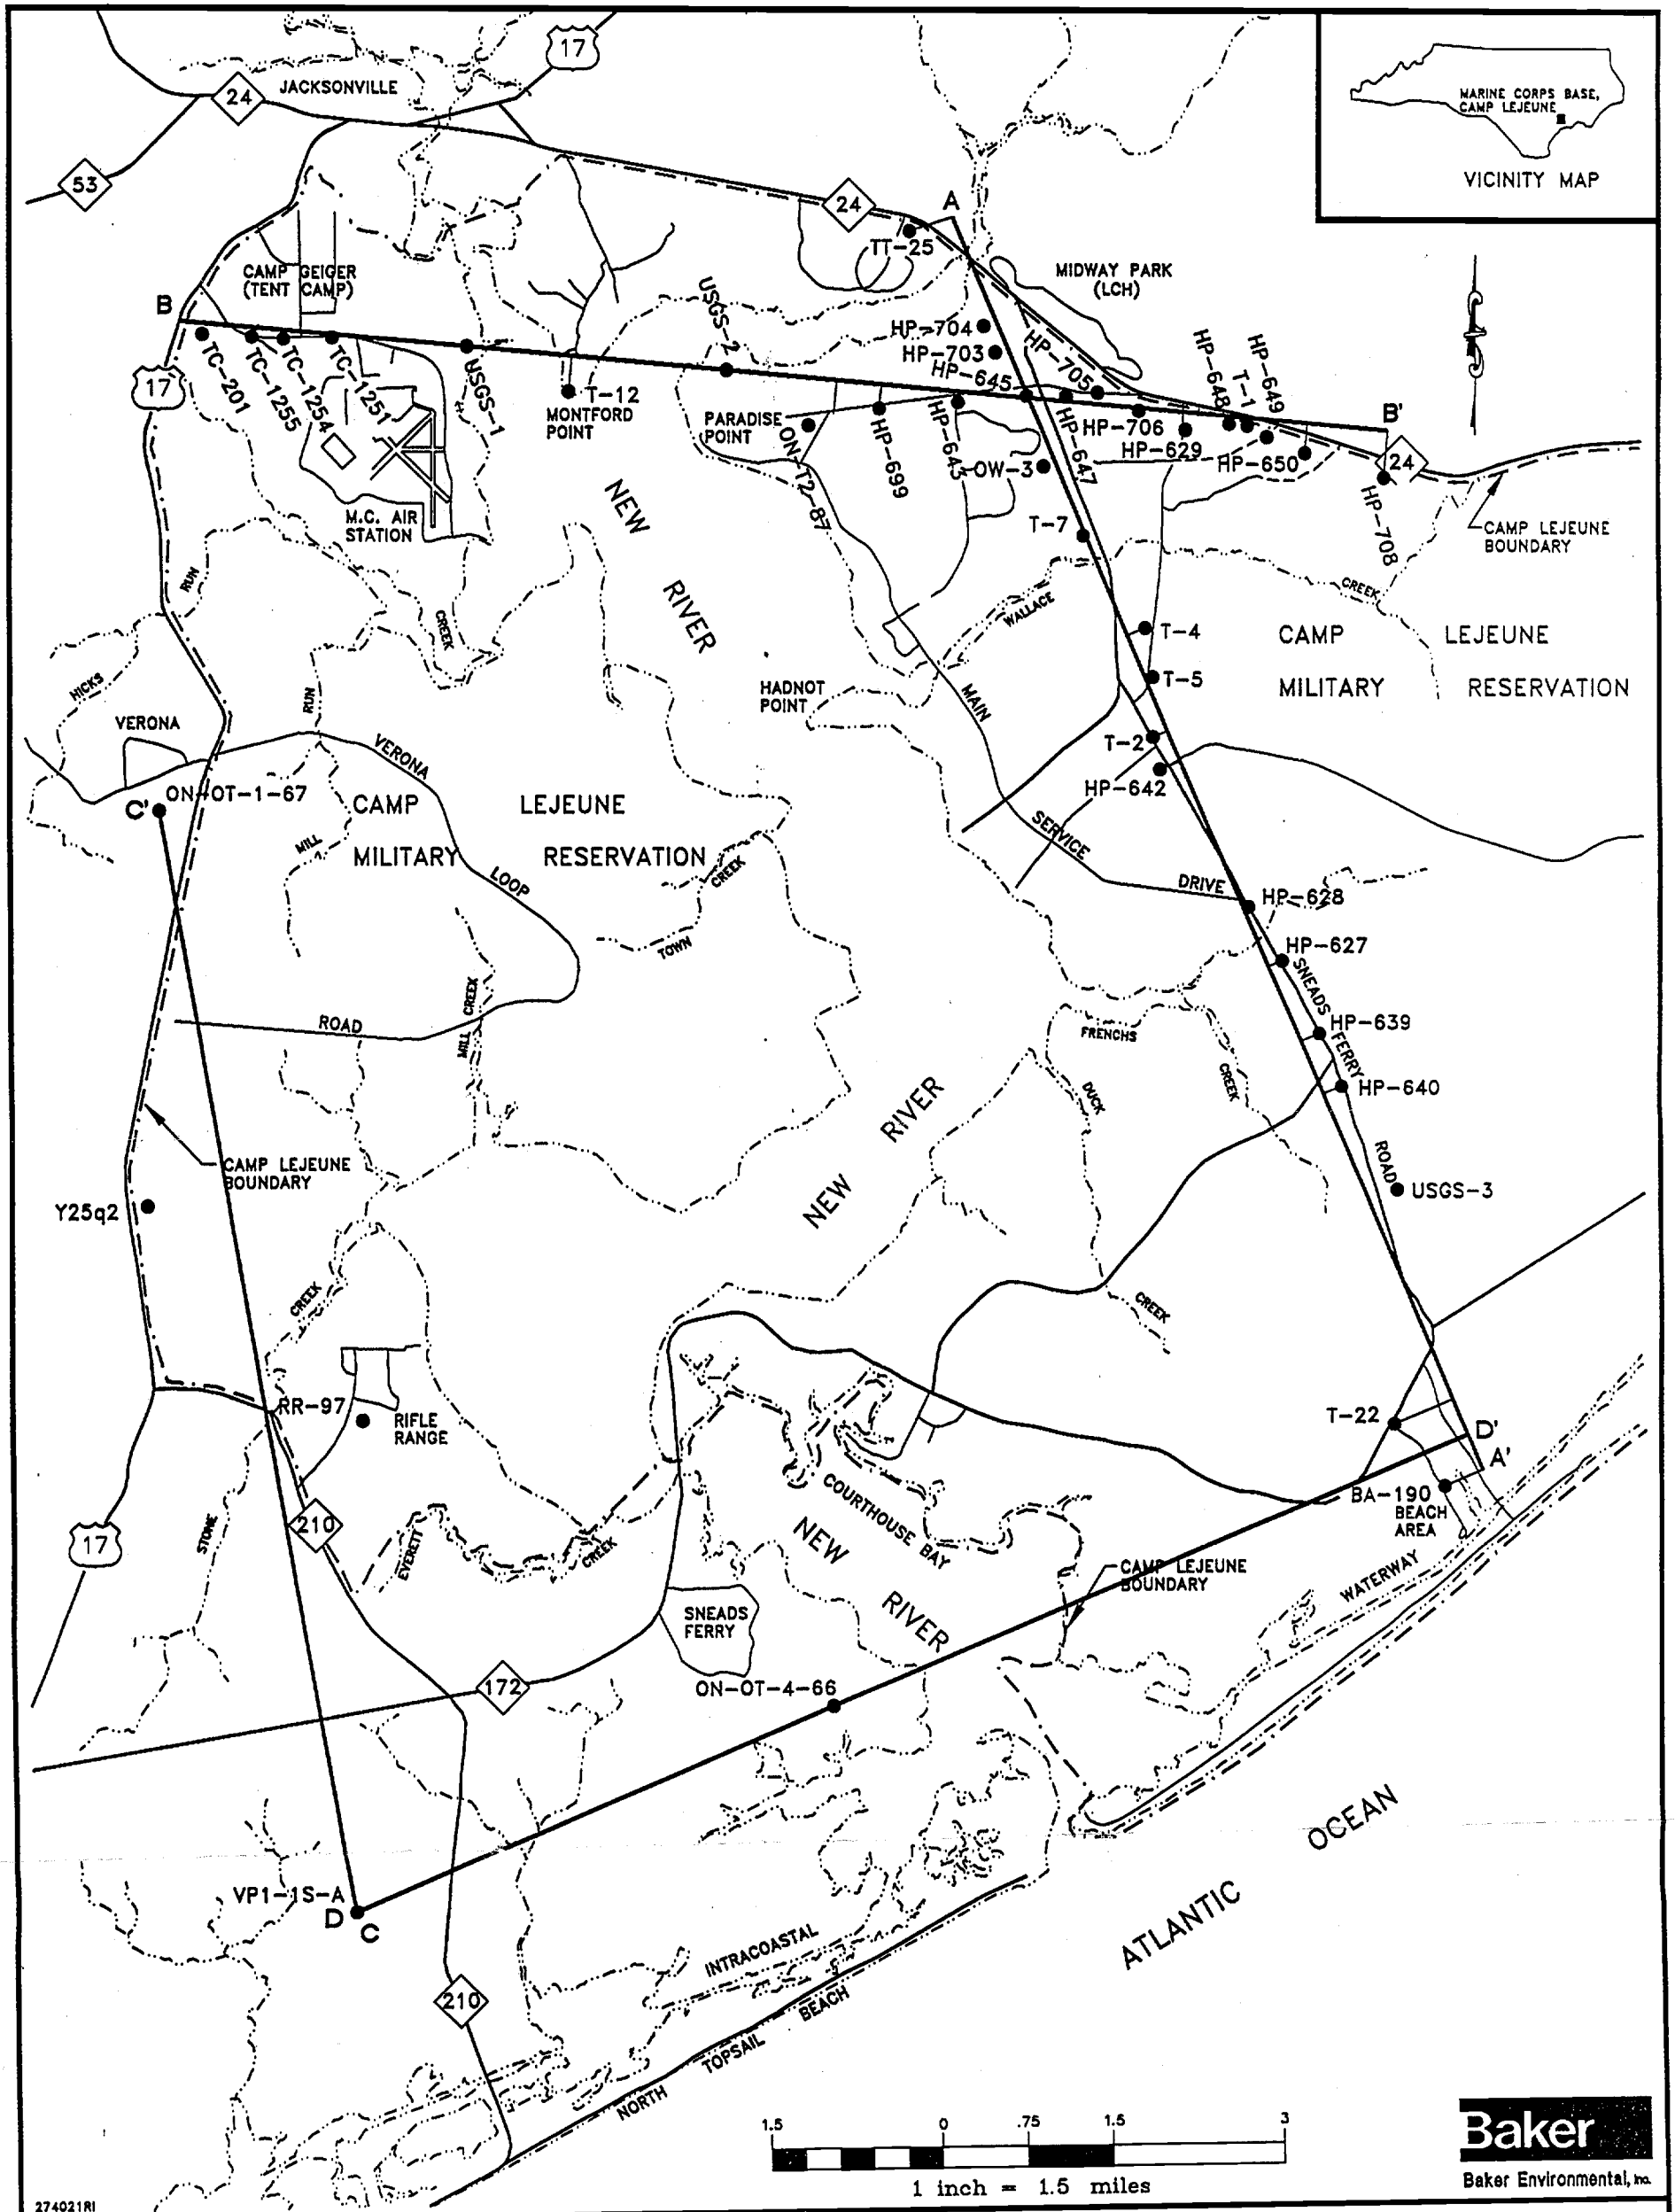 17
JACKSONVILLE
24
53
MARINE CORPS BASE,
CAMP LEJEUNE
VICINITY MAP
24
A
TT-25
CAMP GEIGER
(TENT CAMP)
MIDWAY PARK
(LCH)
B
USGS-2
HP-704
HP-703
HP-705
HP-645
HP-648
T-1
HP-649
B'
17
TC-201
TC-1255
TC-1254
TC-1251
USGS-1
T-12
MONTFORD
POINT
PARADISE
POINT
ON-T2-87
HP-699
HP-643
HP-647
HP-706
HP-629
HP-650
24
HP-708
OW-3
M.C. AIR
STATION
NEW
RIVER
T-7
CAMP LEJEUNE
BOUNDARY
RUN
CREEK
WALLACE
CREEK
T-4
CAMP LEJEUNE
MILITARY RESERVATION
T-5
HICKS
RUN
HADNOT
POINT
MAIN
VERONA
VERONA
T-2
HP-642
ON-OT-1-67
C'
CAMP LEJEUNE
MILITARY RESERVATION
MILL
LOOP
CREEK
TOWN
SERVICE
DRIVE
HP-628
HP-627
SNEADS
FERRY
ROAD
HP-639
HP-640
ROAD
MILL CREEK
FRENCHS
CREEK
DUCK
CREEK
NEW
RIVER
CAMP LEJEUNE
BOUNDARY
Y25q2
USGS-3
CREEK
RR-97
RIFLE
RANGE
T-22
D'
A'
BA-190
BEACH
AREA
COURTHOUSE BAY
210
17
STONE
EVERETT
CREEK
NEW
RIVER
CAMP LEJEUNE
BOUNDARY
WATERWAY
SNEADS
FERRY
172
ON-OT-4-66
OCEAN
ATLANTIC
VP1-1S-A
D
C
210
INTRACOASTAL
NORTH TOPSAIL BEACH
1.5 0 .75 1.5 3
1 inch = 1.5 miles
Baker
Baker Environmental, Inc.
274021RI